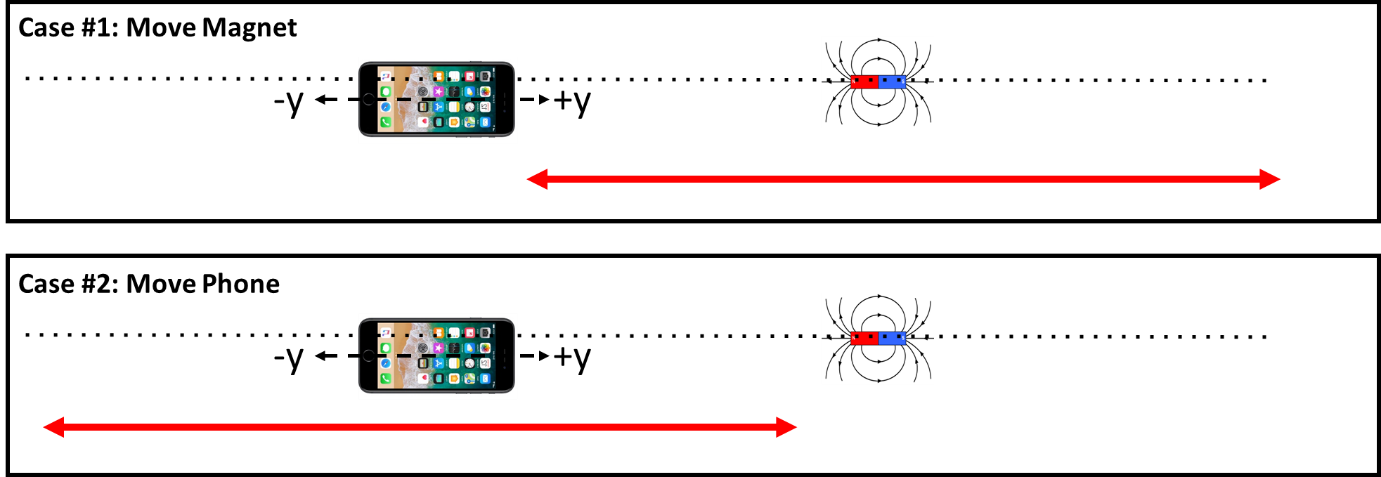 Case #1: Move Magnet
-y +y
Case #2: Move Phone
-y +y